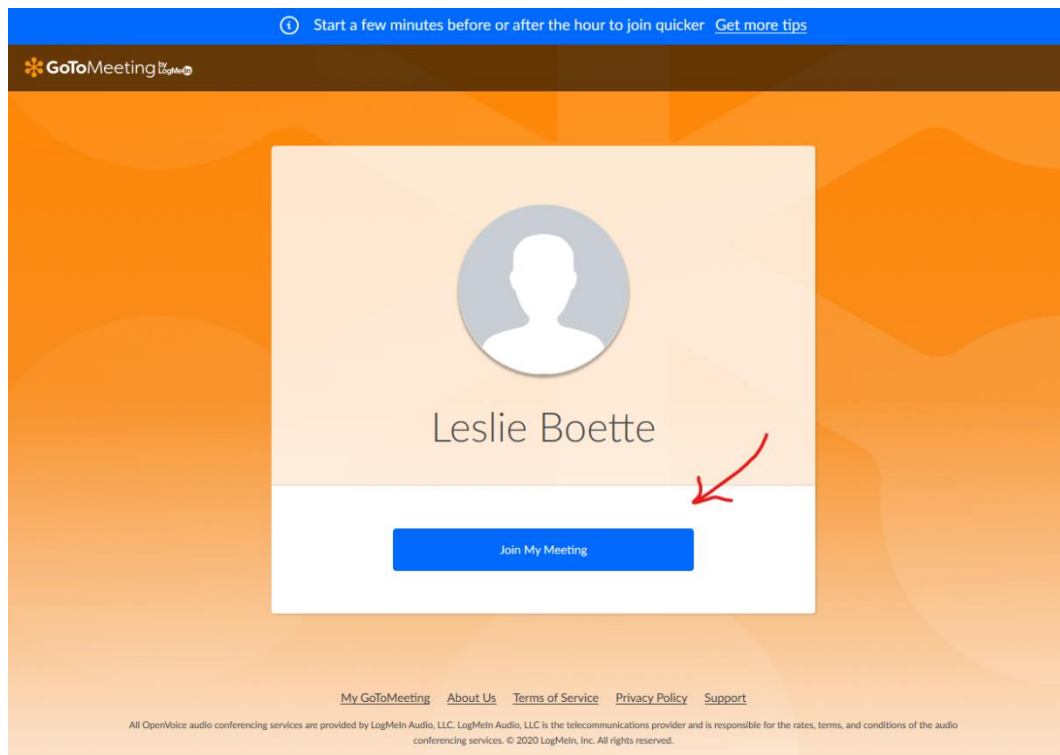 Start a few minutes before or after the hour to join quicker Get more tips
GoToMeeting by LogMeIn
Leslie Boette
Join My Meeting
My GoToMeeting About Us Terms of Service Privacy Policy Support
All OpenVoice audio conferencing services are provided by LogMeIn Audio, LLC. LogMeIn Audio, LLC is the telecommunications provider and is responsible for the rates, terms, and conditions of the audio
conferencing services. © 2020 LogMeIn, Inc. All rights reserved.